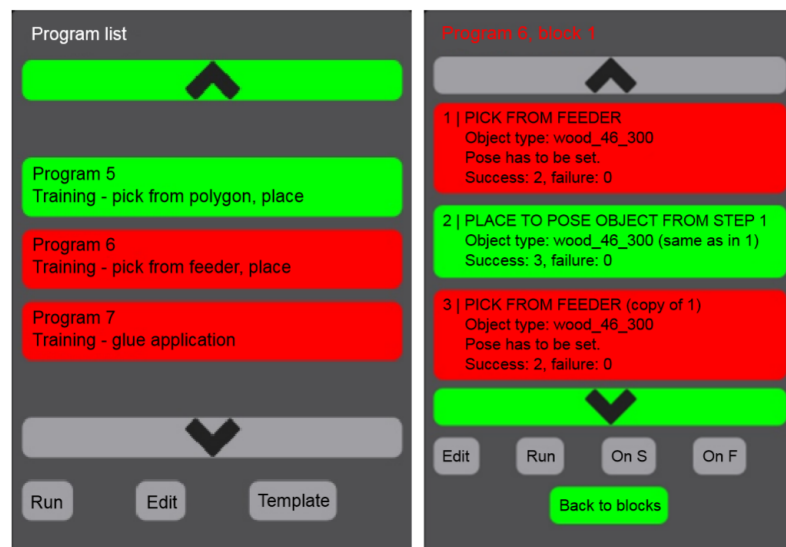 Program list
Program 5
Training - pick from polygon, place
Program 6
Training - pick from feeder, place
Program 7
Training - glue application
Run
Edit
Template
Program 6, block 1
1 | PICK FROM FEEDER
Object type: wood_46_300
Pose has to be set.
Success: 2, failure: 0
2 | PLACE TO POSE OBJECT FROM STEP 1
Object type: wood_46_300 (same as in 1)
Success: 3, failure: 0
3 | PICK FROM FEEDER (copy of 1)
Object type: wood_46_300
Pose has to be set.
Success: 2, failure: 0
Edit
Run
On S
On F
Back to blocks